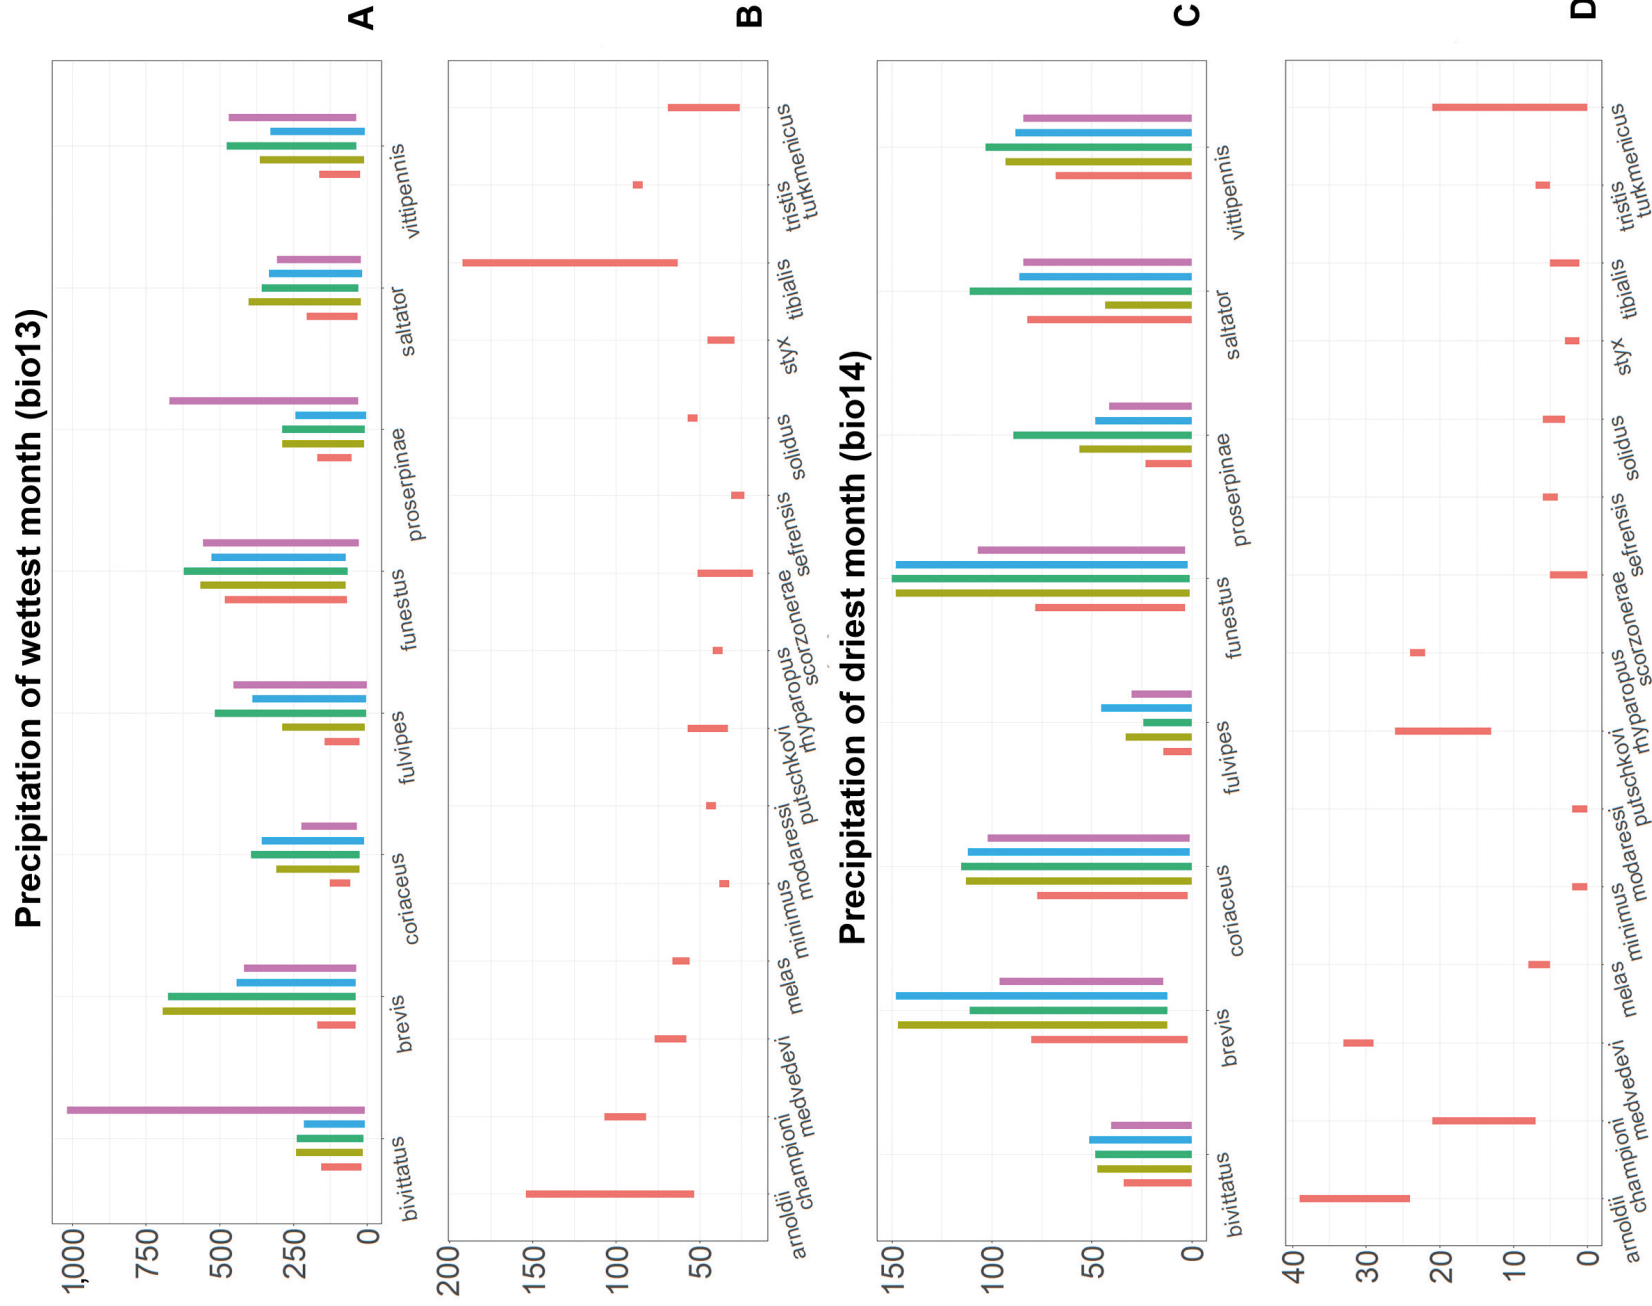 Precipitation of wettest month (bio13)
A
1,000
750
500
250
0
bivittatus
brevis
coriaceus
fulvipes
funestus
proserpinae
saltator
vittipennis
B
200
150
100
50
arnoldii
championi
medvedevi
melas
minimus
modaressi
putschkovi
rhyparopus
scorzonerae
sefrensis
solidus
styx
tibialis
tristis
turkmenicus
Precipitation of driest month (bio14)
C
150
100
50
0
bivittatus
brevis
coriaceus
fulvipes
funestus
proserpinae
saltator
vittipennis
D
40
30
20
10
0
arnoldii
championi
medvedevi
melas
minimus
modaressi
putschkovi
rhyparopus
scorzonerae
sefrensis
solidus
styx
tibialis
tristis
turkmenicus